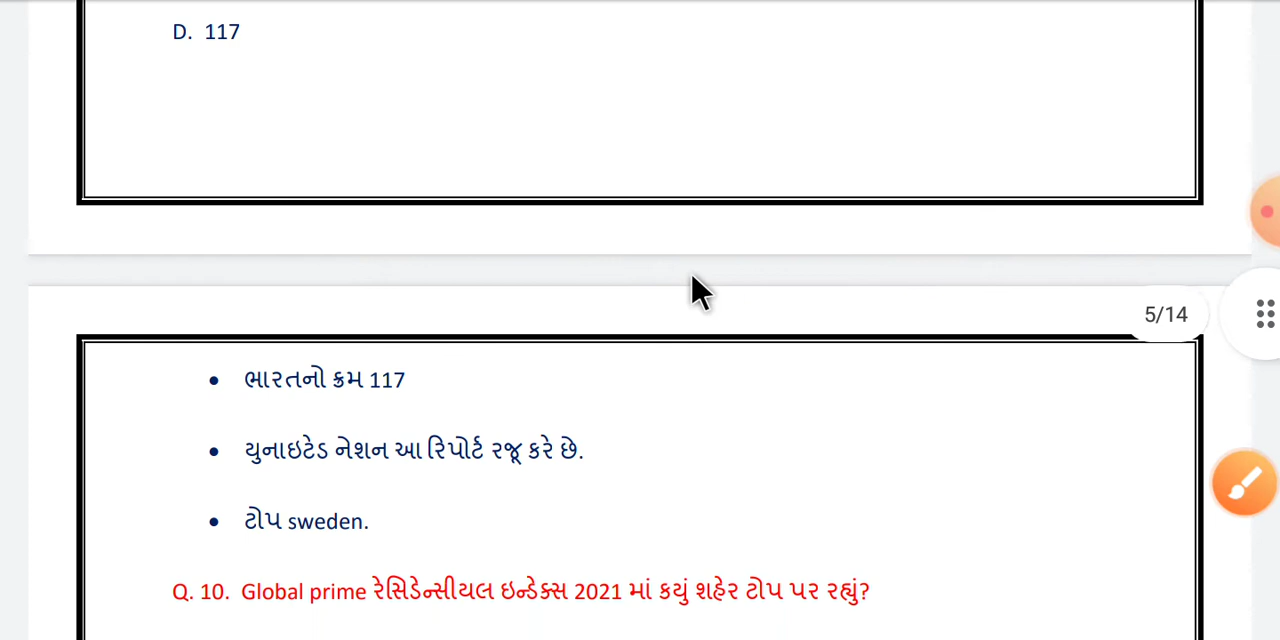 D. 117
5/14
• ભારતનો ક્રમ 117
• યુનાઇટેડ નેશન આ રિપોર્ટ રજૂ કરે છે.
• ટોપ sweden.
Q. 10. Global prime રેસિડેન્સીયલ ઇન્ડેક્સ 2021 માં કયું શહેર ટોપ પર રહ્યું?